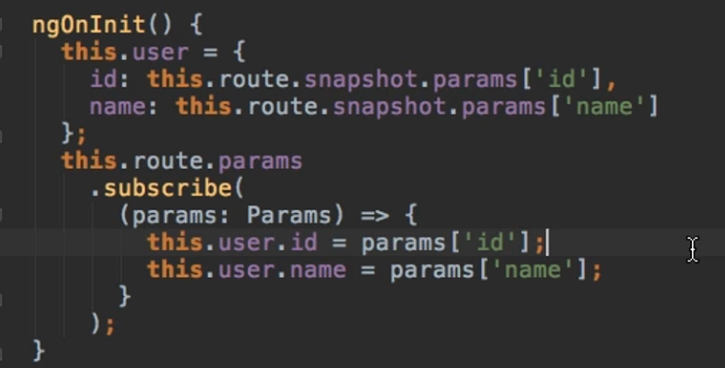 ngOnInit() {
  this.user = {
    id: this.route.snapshot.params['id'],
    name: this.route.snapshot.params['name']
  };
  this.route.params
    .subscribe(
      (params: Params) => {
        this.user.id = params['id'];
        this.user.name = params['name'];
      }
    );
}